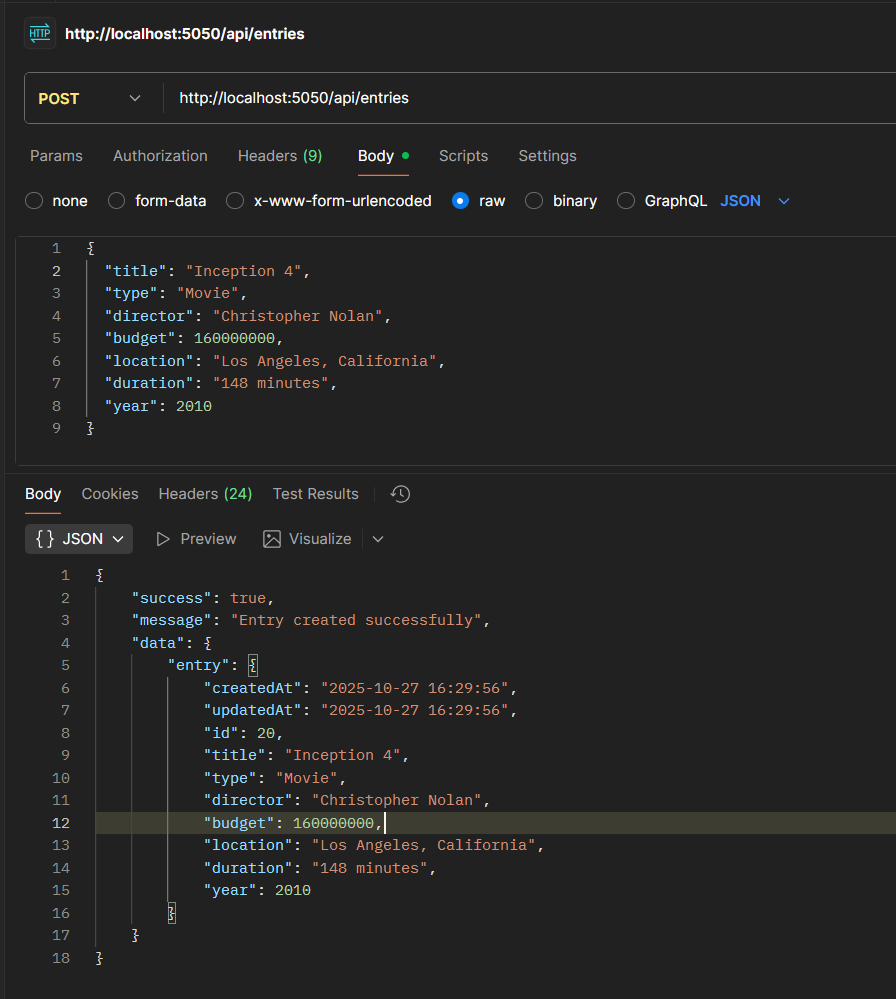 HTTP http://localhost:5050/api/entries
POST http://localhost:5050/api/entries
Params Authorization Headers (9) Body Scripts Settings
none form-data x-www-form-urlencoded raw binary GraphQL JSON
1 {
2 "title": "Inception 4",
3 "type": "Movie",
4 "director": "Christopher Nolan",
5 "budget": 160000000,
6 "location": "Los Angeles, California",
7 "duration": "148 minutes",
8 "year": 2010
9 }
Body Cookies Headers (24) Test Results
{} JSON Preview Visualize
1 {
2 "success": true,
3 "message": "Entry created successfully",
4 "data": {
5 "entry": {
6 "createdAt": "2025-10-27 16:29:56",
7 "updatedAt": "2025-10-27 16:29:56",
8 "id": 20,
9 "title": "Inception 4",
10 "type": "Movie",
11 "director": "Christopher Nolan",
12 "budget": 160000000,
13 "location": "Los Angeles, California",
14 "duration": "148 minutes",
15 "year": 2010
16 }
17 }
18 }